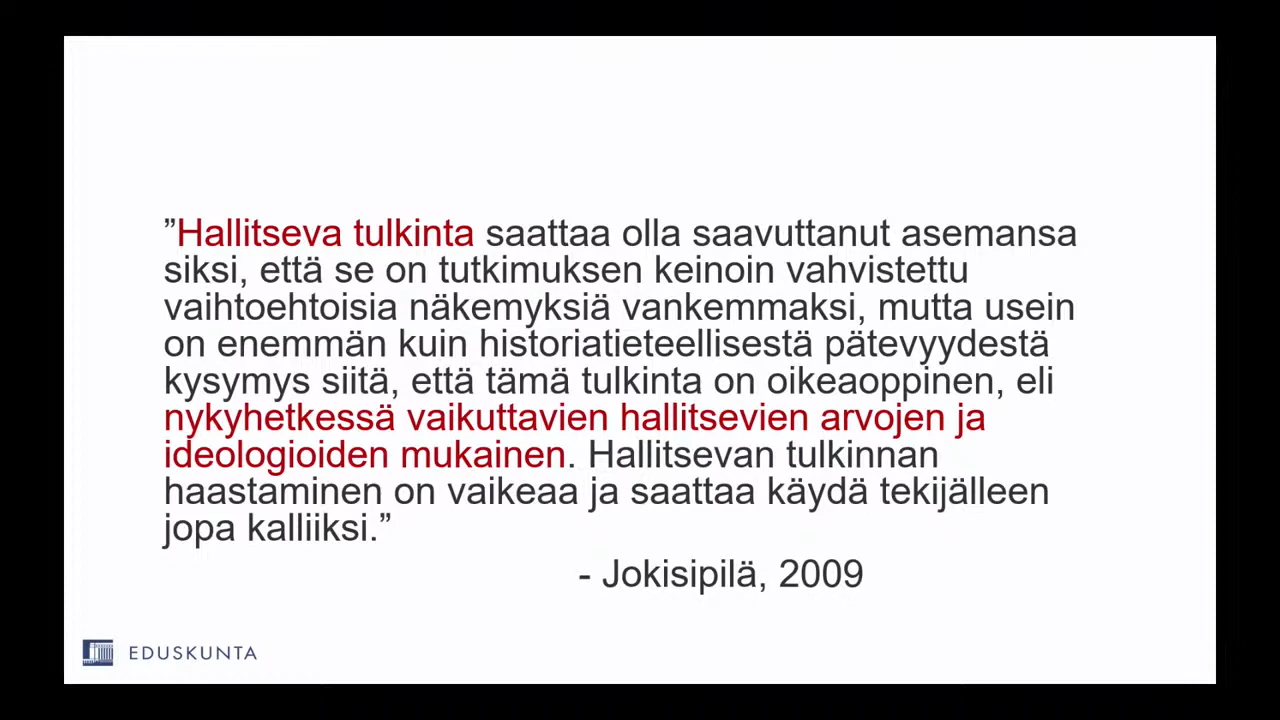 ”Hallitseva tulkinta saattaa olla saavuttanut asemansa
siksi, että se on tutkimuksen keinoin vahvistettu
vaihtoehtoisia näkemyksiä vankemmaksi, mutta usein
on enemmän kuin historiatieteellisestä pätevyydestä
kysymys siitä, että tämä tulkinta on oikeaoppinen, eli
nykyhetkessä vaikuttavien hallitsevien arvojen ja
ideologioiden mukainen. Hallitsevan tulkinnan
haastaminen on vaikeaa ja saattaa käydä tekijälleen
jopa kalliiksi.”
- Jokisipilä, 2009
EDUSKUNTA